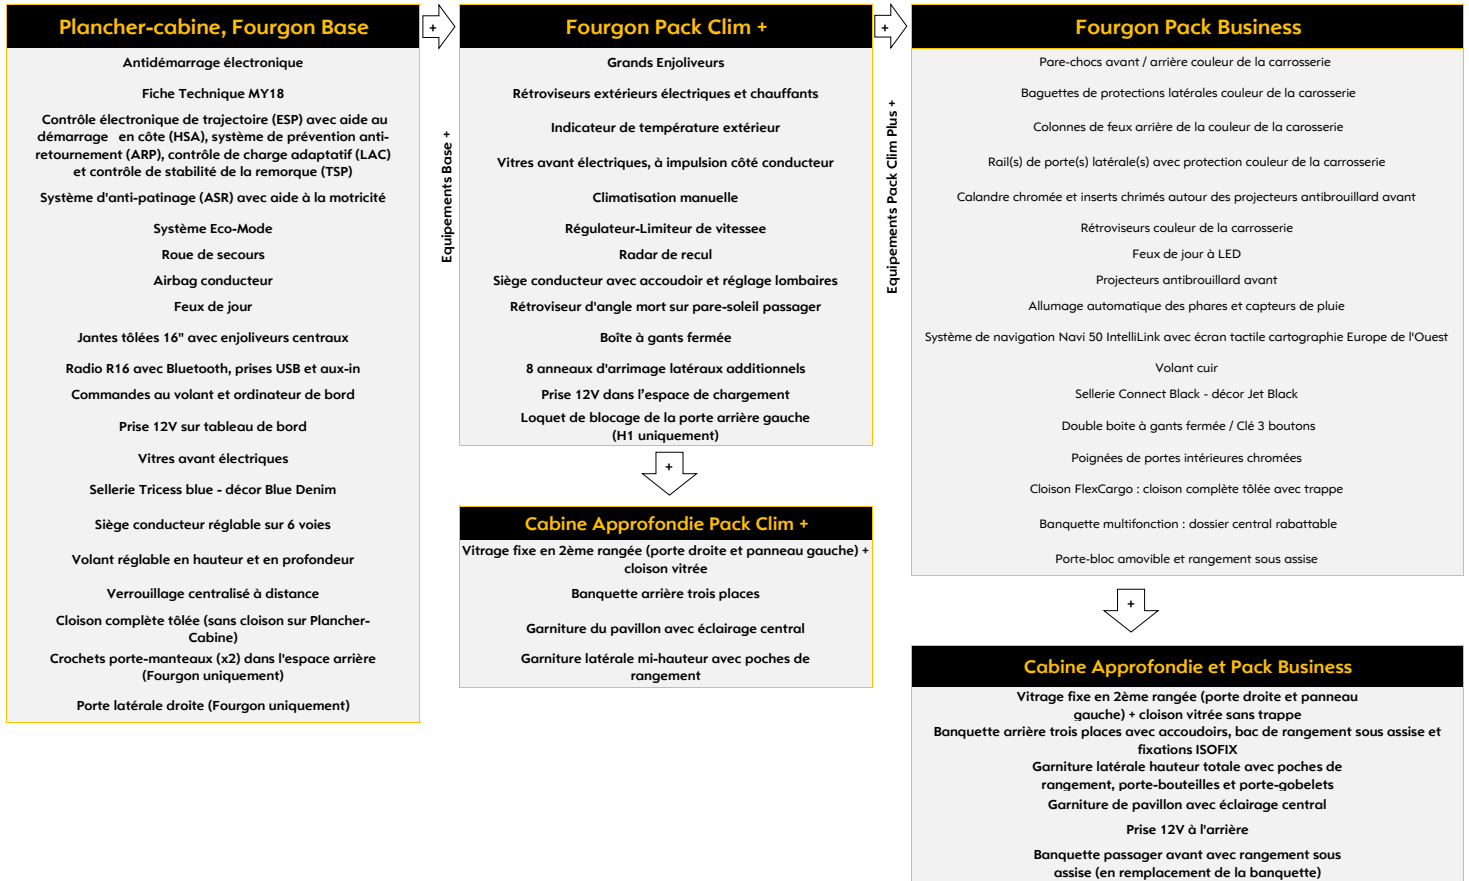 Plancher-cabine, Fourgon Base
Antidémarrage électronique
Fiche Technique MY18
Contrôle électronique de trajectoire (ESP) avec aide au
démarrage en côte (HSA), système de prévention anti-
retournement (ARP), contrôle de charge adaptatif (LAC)
et contrôle de stabilité de la remorque (TSP)
Système d'anti-patinage (ASR) avec aide à la motricité
Système Eco-Mode
Roue de secours
Airbag conducteur
Feux de jour
Jantes tôlées 16" avec enjoliveurs centraux
Radio R16 avec Bluetooth, prises USB et aux-in
Commandes au volant et ordinateur de bord
Prise 12V sur tableau de bord
Vitres avant électriques
Sellerie Tricess blue - décor Blue Denim
Siège conducteur réglable sur 6 voies
Volant réglable en hauteur et en profondeur
Verrouillage centralisé à distance
Cloison complète tôlée (sans cloison sur Plancher-
Cabine)
Crochets porte-manteaux (x2) dans l'espace arrière
(Fourgon uniquement)
Porte latérale droite (Fourgon uniquement)
+
Equipements Base +
Fourgon Pack Clim +
Grands Enjoliveurs
Rétroviseurs extérieurs électriques et chauffants
Indicateur de température extérieur
Vitres avant électriques, à impulsion côté conducteur
Climatisation manuelle
Régulateur-Limiteur de vitessee
Radar de recul
Siège conducteur avec accoudoir et réglage lombaires
Rétroviseur d'angle mort sur pare-soleil passager
Boîte à gants fermée
8 anneaux d'arrimage latéraux additionnels
Prise 12V dans l'espace de chargement
Loquet de blocage de la porte arrière gauche
(H1 uniquement)
+
Cabine Approfondie Pack Clim +
Vitrage fixe en 2ème rangée (porte droite et panneau gauche) +
cloison vitrée
Banquette arrière trois places
Garniture du pavillon avec éclairage central
Garniture latérale mi-hauteur avec poches de
rangement
+
Equipements Pack Clim Plus +
Fourgon Pack Business
Pare-chocs avant / arrière couleur de la carrosserie
Baguettes de protections latérales couleur de la carosserie
Colonnes de feux arrière de la couleur de la carosserie
Rail(s) de porte(s) latérale(s) avec protection couleur de la carrosserie
Calandre chromée et inserts chrimés autour des projecteurs antibrouillard avant
Rétroviseurs couleur de la carrosserie
Feux de jour à LED
Projecteurs antibrouillard avant
Allumage automatique des phares et capteurs de pluie
Système de navigation Navi 50 IntelliLink avec écran tactile cartographie Europe de l'Ouest
Volant cuir
Sellerie Connect Black - décor Jet Black
Double boite à gants fermée / Clé 3 boutons
Poignées de portes intérieures chromées
Cloison FlexCargo : cloison complète tôlée avec trappe
Banquette multifonction : dossier central rabattable
Porte-bloc amovible et rangement sous assise
+
Cabine Approfondie et Pack Business
Vitrage fixe en 2ème rangée (porte droite et panneau
gauche) + cloison vitrée sans trappe
Banquette arrière trois places avec accoudoirs, bac de rangement sous assise et
fixations ISOFIX
Garniture latérale hauteur totale avec poches de
rangement, porte-bouteilles et porte-gobelets
Garniture de pavillon avec éclairage central
Prise 12V à l'arrière
Banquette passager avant avec rangement sous
assise (en remplacement de la banquette)